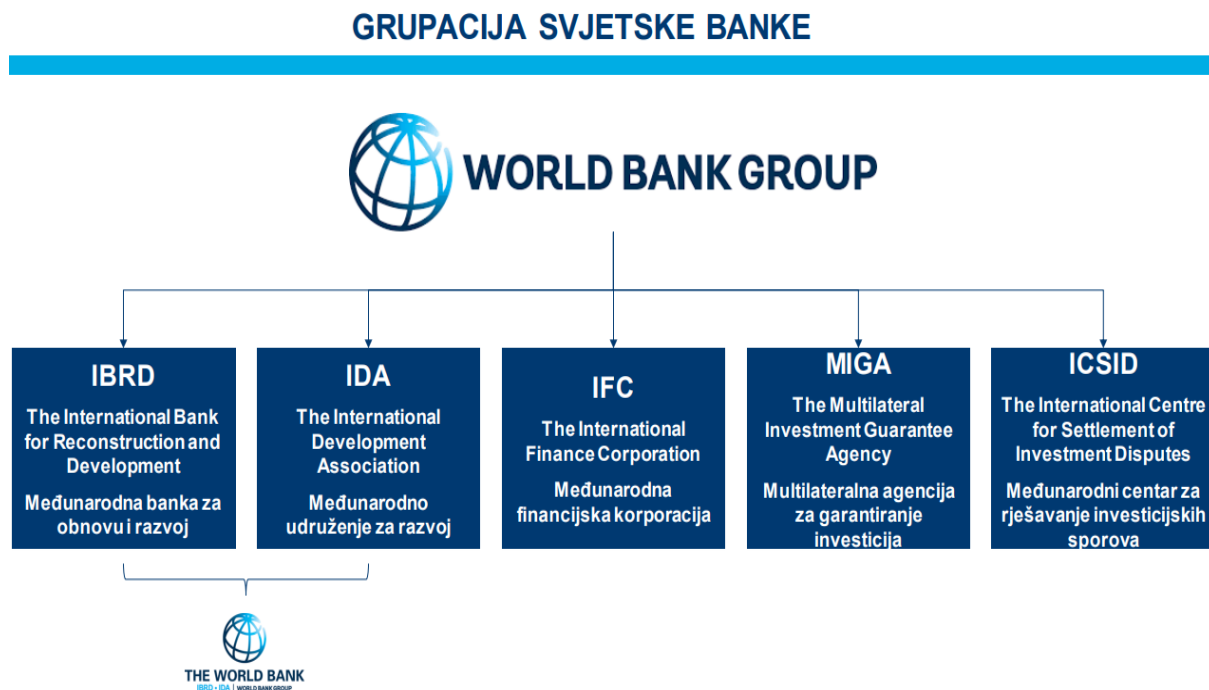 GRUPACIJA SVJETSKE BANKE
WORLD BANK GROUP
IBRD
The International Bank
for Reconstruction and
Development
Međunarodna banka za
obnovu i razvoj
IDA
The International
Development
Association
Međunarodno
udruženje za razvoj
IFC
The International
Finance Corporation
Međunarodna
financijska korporacija
MIGA
The Multilateral
Investment Guarantee
Agency
Multilateralna agencija
za garantiranje
investicija
ICSID
The International Centre
for Settlement of
Investment Disputes
Međunarodni centar za
rješavanje investicijskih
sporova
THE WORLD BANK
IBRD • IDA | WORLD BANK GROUP